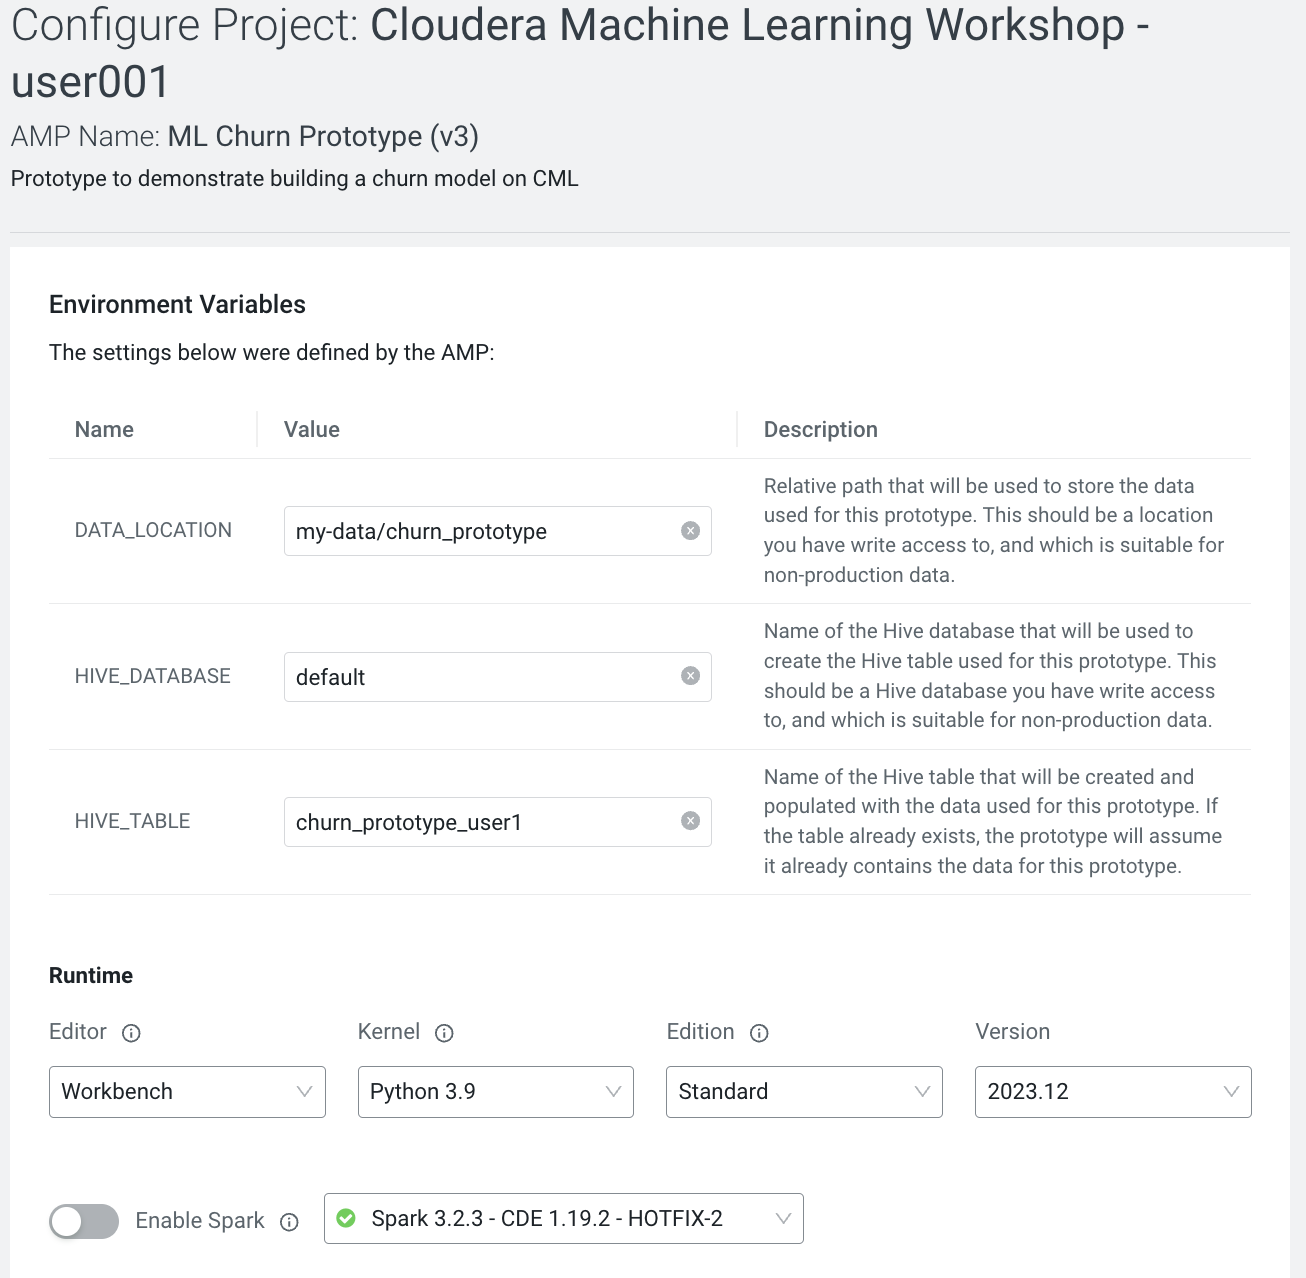 Configure Project: Cloudera Machine Learning Workshop -
user001
AMP Name: ML Churn Prototype (v3)
Prototype to demonstrate building a churn model on CML
Environment Variables
The settings below were defined by the AMP:
Name Value Description
DATA_LOCATION
my-data/churn_prototype
Relative path that will be used to store the data
used for this prototype. This should be a location
you have write access to, and which is suitable for
non-production data.
HIVE_DATABASE
default
Name of the Hive database that will be used to
create the Hive table used for this prototype. This
should be a Hive database you have write access
to, and which is suitable for non-production data.
HIVE_TABLE
churn_prototype_user1
Name of the Hive table that will be created and
populated with the data used for this prototype. If
the table already exists, the prototype will assume
it already contains the data for this prototype.
Runtime
Editor Kernel Edition Version
Workbench Python 3.9 Standard 2023.12
Enable Spark Spark 3.2.3 - CDE 1.19.2 - HOTFIX-2